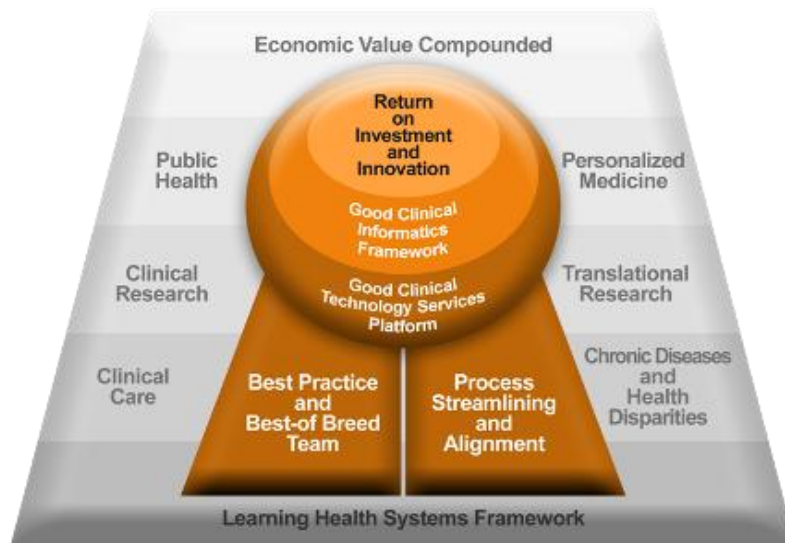 Economic Value Compounded
Return
on
Investment
and
Innovation
Public
Health
Personalized
Medicine
Good Clinical
Informatics
Framework
Clinical
Research
Good Clinical
Technology Services
Platform
Translational
Research
Clinical
Care
Best Practice
and
Best-of Breed
Team
Process
Streamlining
and
Alignment
Chronic Diseases
and
Health
Disparities
Learning Health Systems Framework